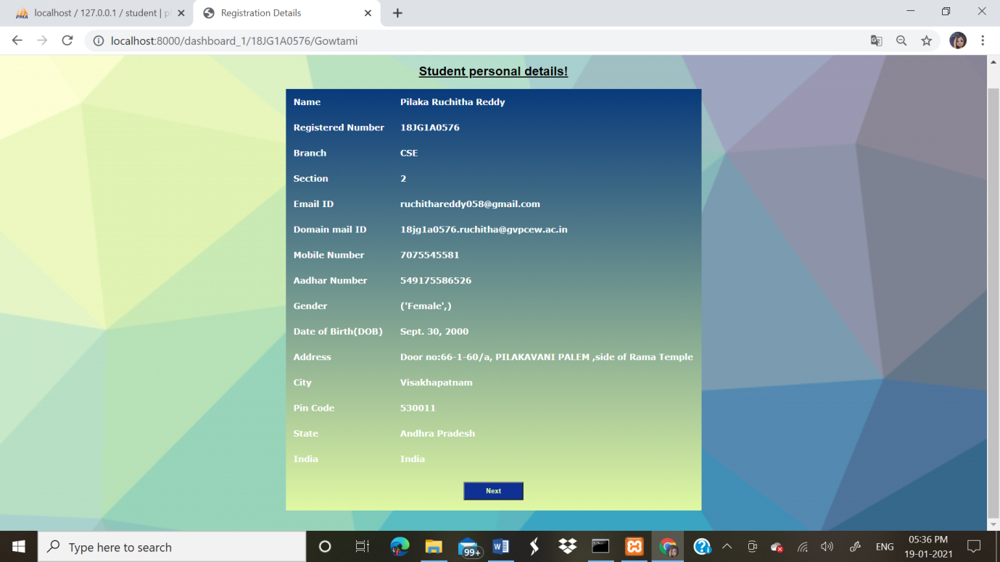 localhost / 127.0.0.1 / student | p
Registration Details
localhost:8000/dashboard_1/18JG1A0576/Gowtami
Student personal details!
Name Pilaka Ruchitha Reddy
Registered Number 18JG1A0576
Branch CSE
Section 2
Email ID ruchithareddy058@gmail.com
Domain mail ID 18jg1a0576.ruchitha@gvpcew.ac.in
Mobile Number 7075545581
Aadhar Number 549175586526
Gender ('Female',)
Date of Birth(DOB) Sept. 30, 2000
Address Door no:66-1-60/a, PILAKAVANI PALEM ,side of Rama Temple
City Visakhapatnam
Pin Code 530011
State Andhra Pradesh
India India
Next
Type here to search
99+
ENG
05:36 PM
19-01-2021